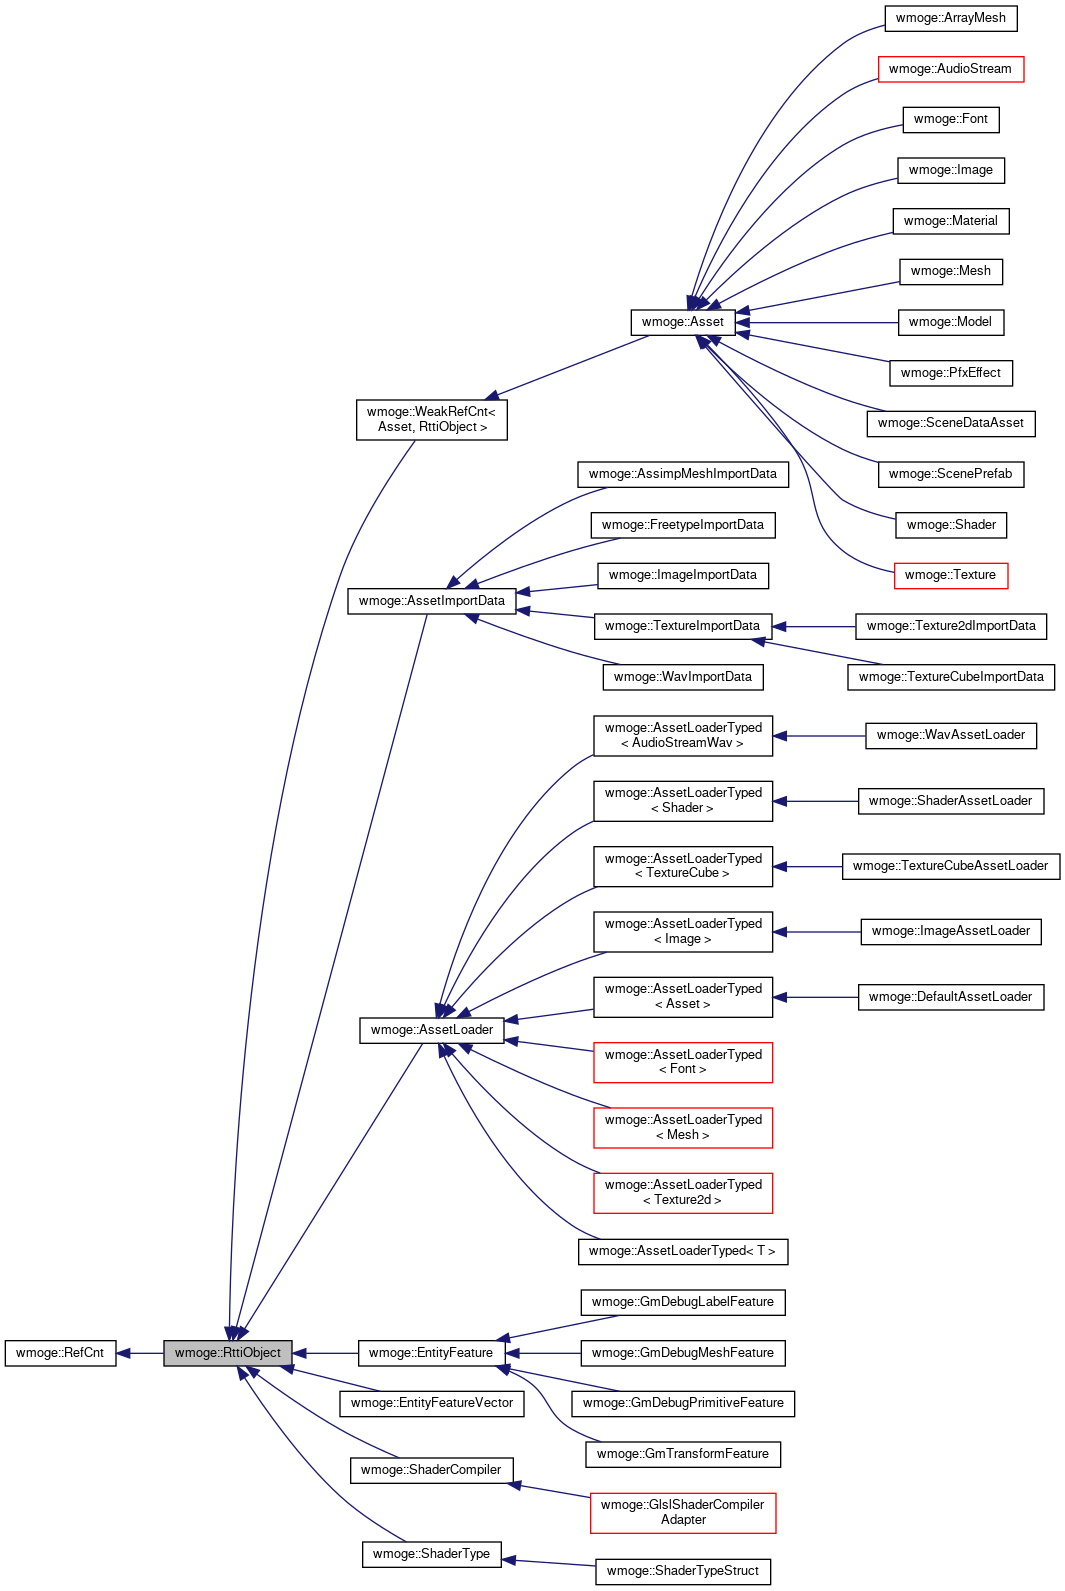 wmoge::ArrayMesh
wmoge::AudioStream
wmoge::Font
wmoge::Image
wmoge::Material
wmoge::Mesh
wmoge::Asset
wmoge::Model
wmoge::PfxEffect
wmoge::WeakRefCnt<
Asset, RttiObject >
wmoge::SceneDataAsset
wmoge::ScenePrefab
wmoge::AssimpMeshImportData
wmoge::FreetypeImportData
wmoge::Shader
wmoge::ImageImportData
wmoge::Texture
wmoge::AssetImportData
wmoge::TextureImportData
wmoge::Texture2dImportData
wmoge::WavImportData
wmoge::TextureCubeImportData
wmoge::AssetLoaderTyped
< AudioStreamWav >
wmoge::WavAssetLoader
wmoge::AssetLoaderTyped
< Shader >
wmoge::ShaderAssetLoader
wmoge::AssetLoaderTyped
< TextureCube >
wmoge::TextureCubeAssetLoader
wmoge::AssetLoaderTyped
< Image >
wmoge::ImageAssetLoader
wmoge::AssetLoaderTyped
< Asset >
wmoge::DefaultAssetLoader
wmoge::AssetLoader
wmoge::AssetLoaderTyped
< Font >
wmoge::AssetLoaderTyped
< Mesh >
wmoge::AssetLoaderTyped
< Texture2d >
wmoge::AssetLoaderTyped< T >
wmoge::GmDebugLabelFeature
wmoge::RefCnt
wmoge::RttiObject
wmoge::EntityFeature
wmoge::GmDebugMeshFeature
wmoge::EntityFeatureVector
wmoge::GmDebugPrimitiveFeature
wmoge::GmTransformFeature
wmoge::ShaderCompiler
wmoge::GlslShaderCompiler
Adapter
wmoge::ShaderType
wmoge::ShaderTypeStruct